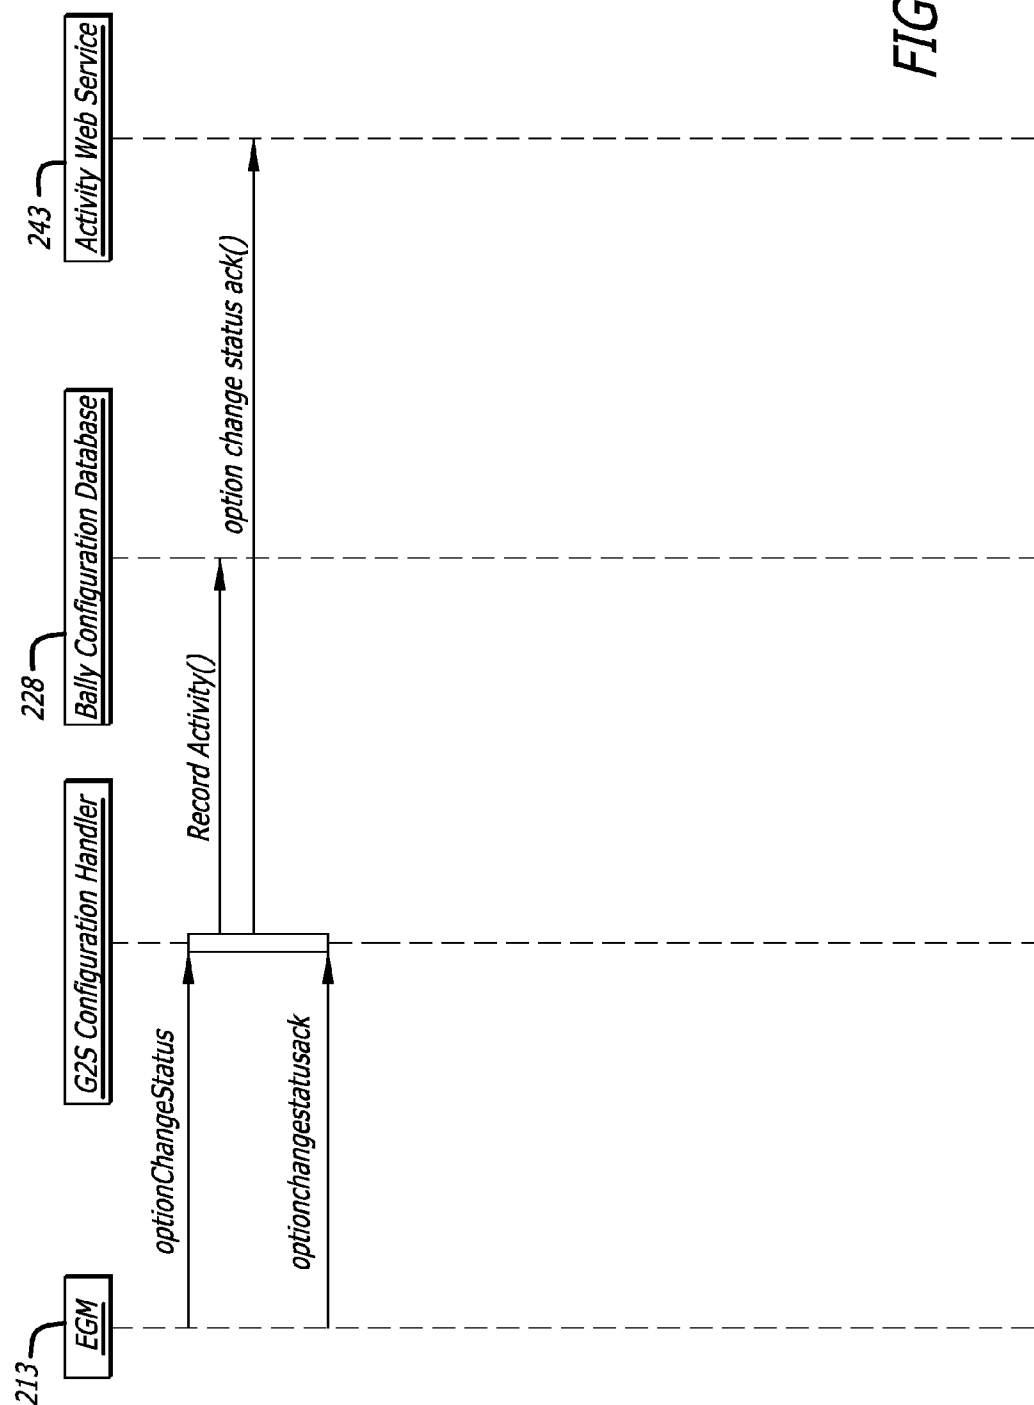 213
EGM
G2S Configuration Handler
228
Bally Configuration Database
243
Activity Web Service
optionChangeStatus
Record Activity()
option change status ack()
optionchangestatusack
FIG